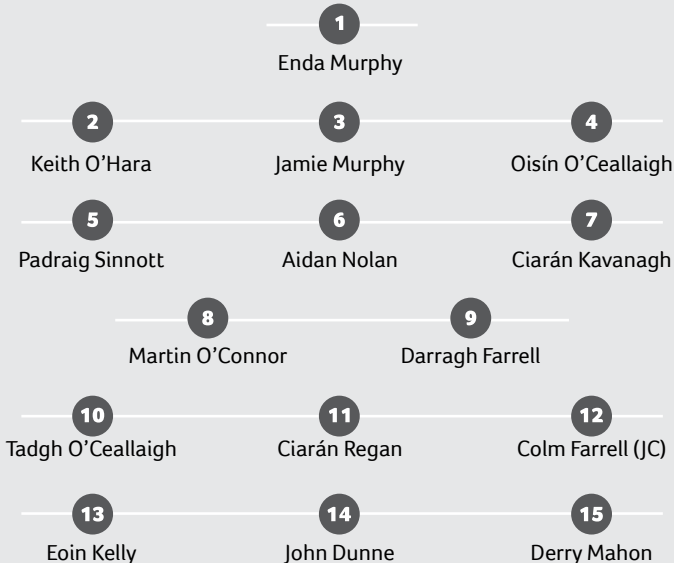 1
Enda Murphy
2 3 4
Keith O’Hara Jamie Murphy Oisín O’Ceallaigh
5 6 7
Padraig Sinnott Aidan Nolan Ciarán Kavanagh
8 9
Martin O’Connor Darragh Farrell
10 11 12
Tadgh O’Ceallaigh Ciarán Regan Colm Farrell (JC)
13 14 15
Eoin Kelly John Dunne Derry Mahon